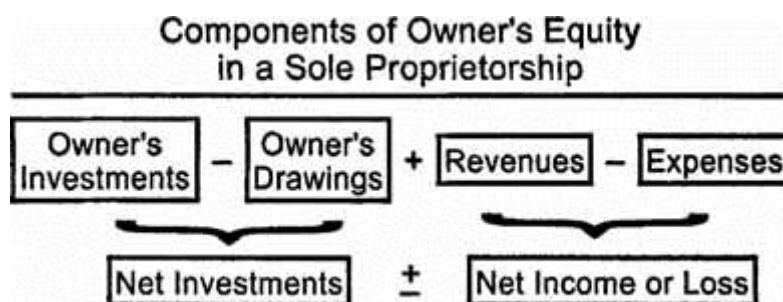 Components of Owner's Equity
in a Sole Proprietorship
Owner's Investments − Owner's Drawings + Revenues − Expenses
Net Investments ± Net Income or Loss